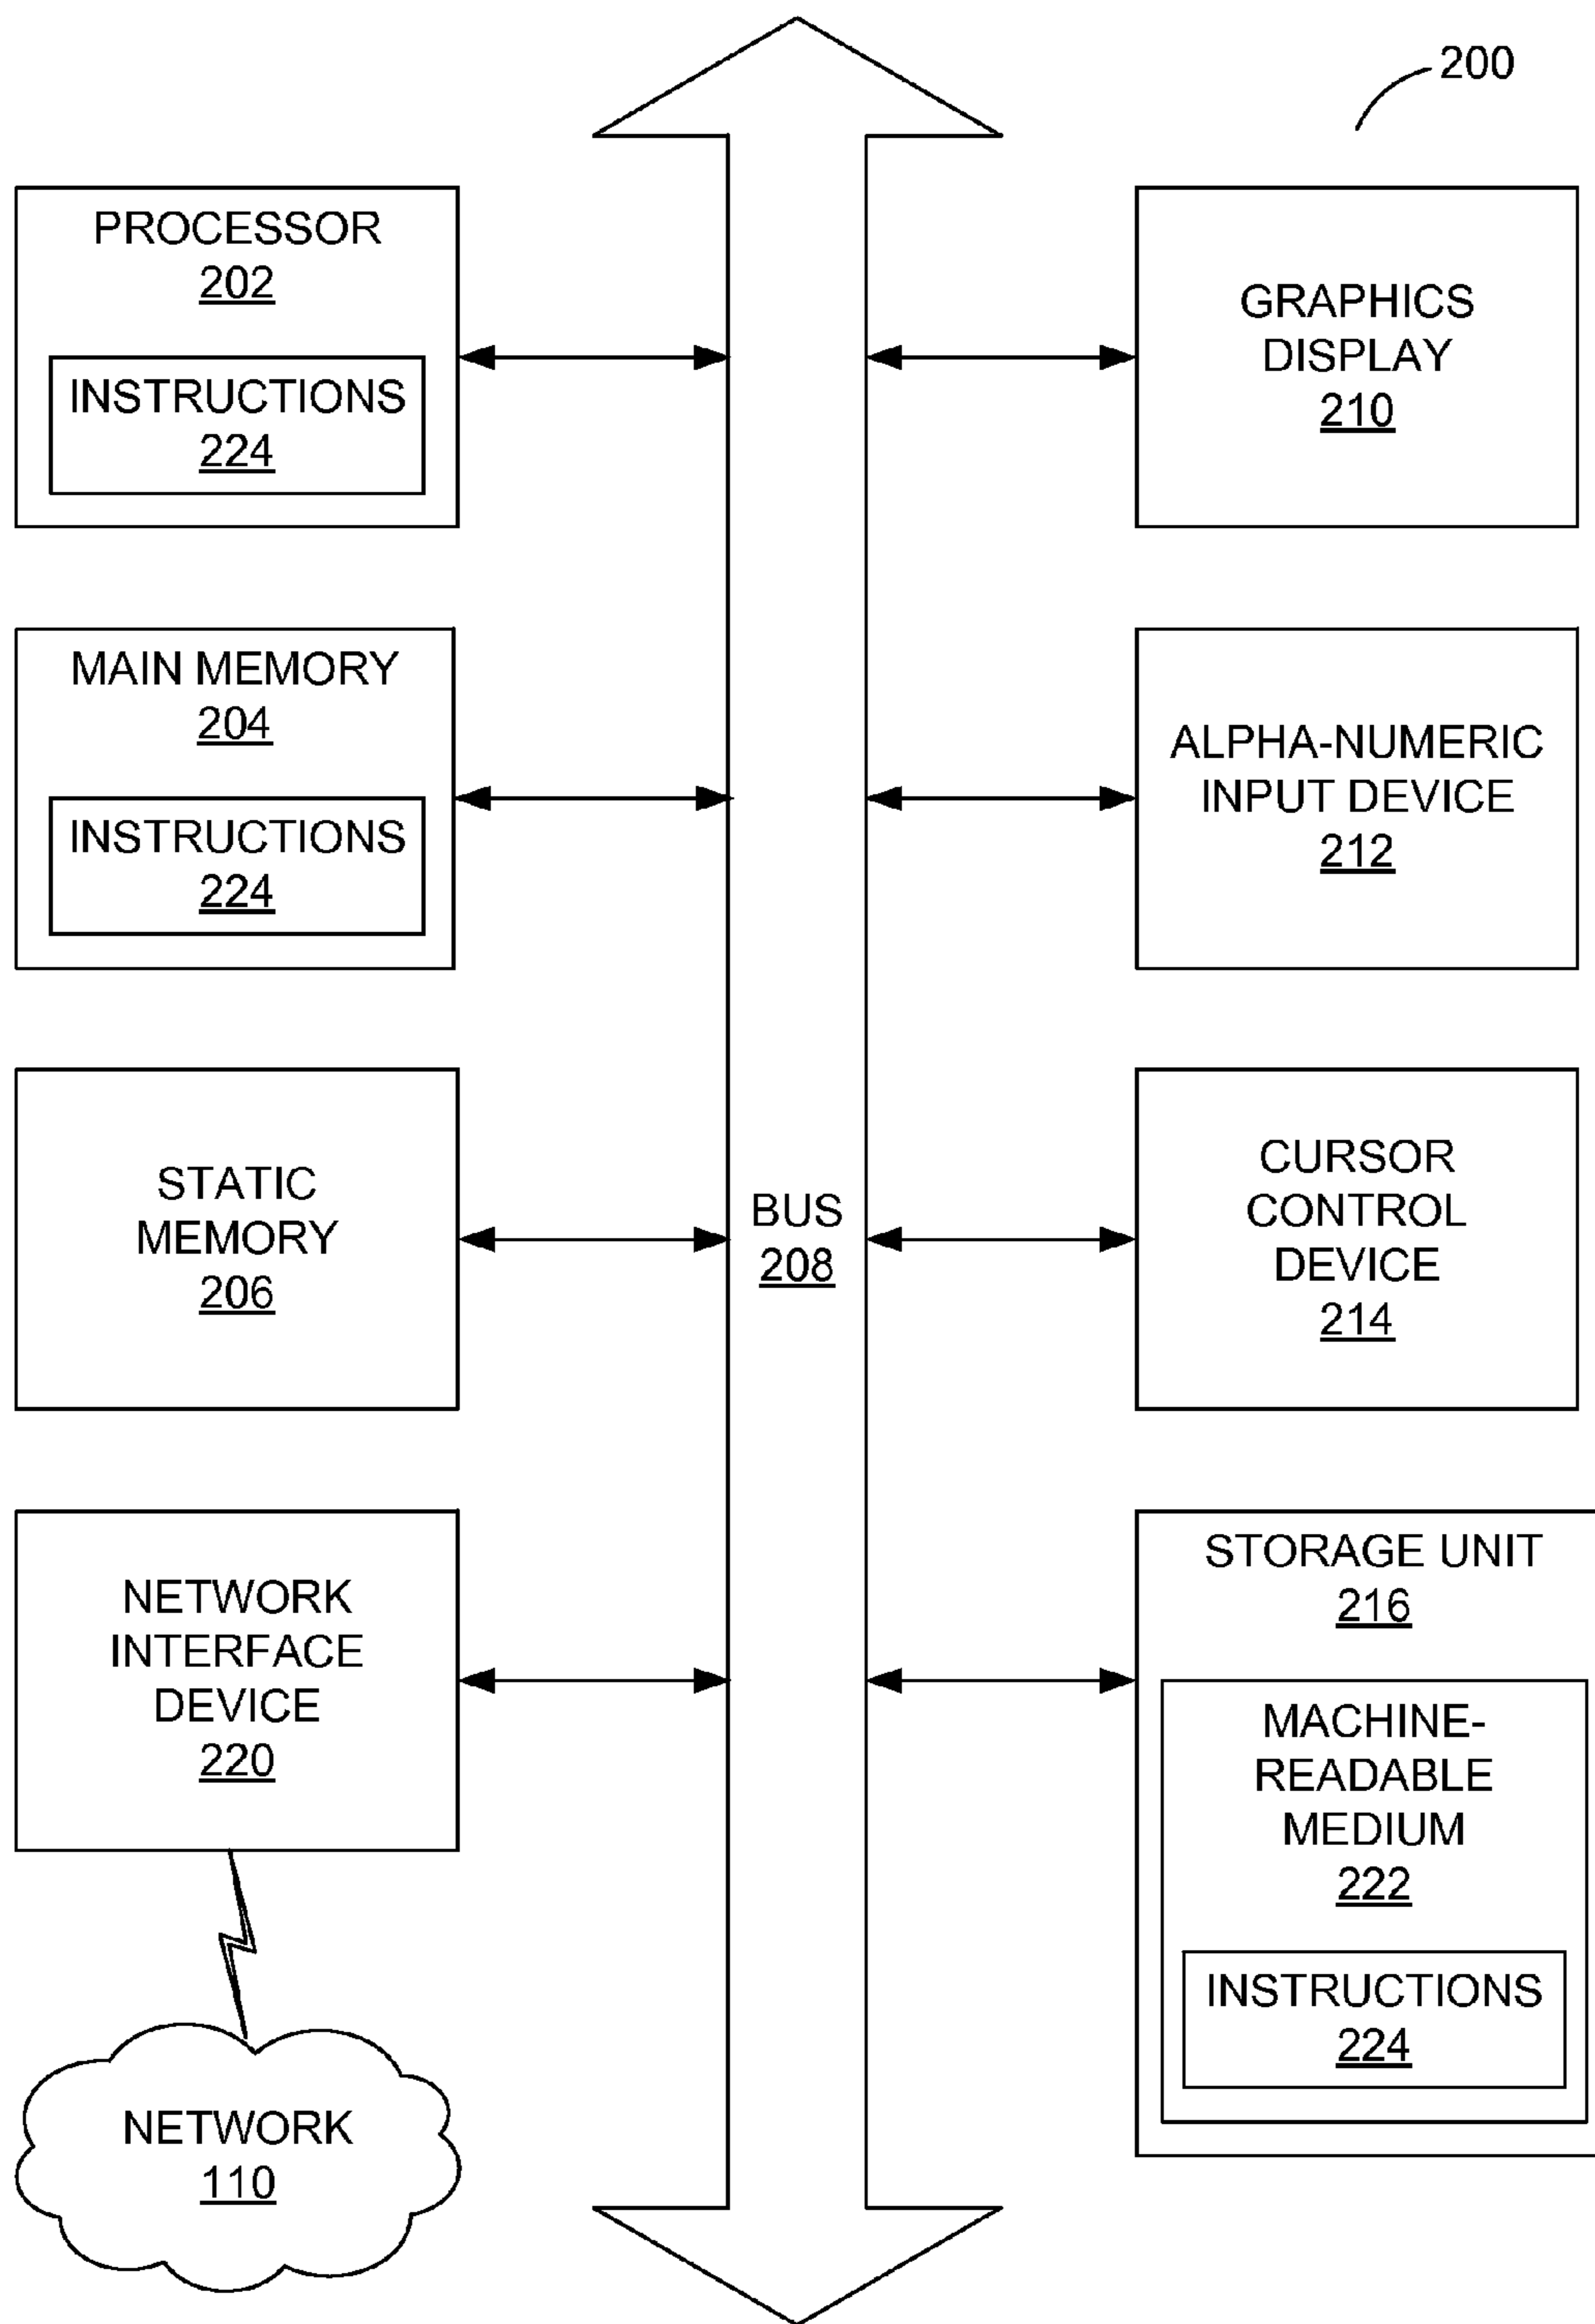 200
PROCESSOR
202
INSTRUCTIONS
224
GRAPHICS
DISPLAY
210
MAIN MEMORY
204
INSTRUCTIONS
224
ALPHA-NUMERIC
INPUT DEVICE
212
STATIC
MEMORY
206
BUS
208
CURSOR
CONTROL
DEVICE
214
NETWORK
INTERFACE
DEVICE
220
STORAGE UNIT
216
MACHINE-
READABLE
MEDIUM
222
INSTRUCTIONS
224
NETWORK
110